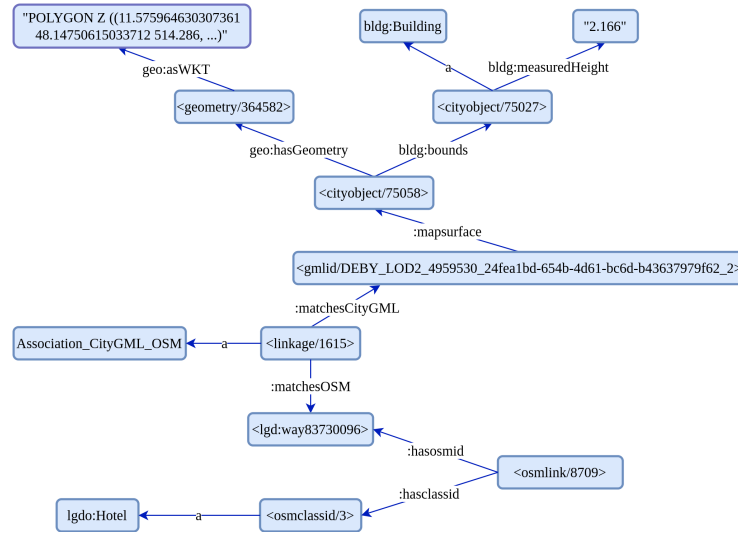 "POLYGON Z ((11.575964630307361
48.14750615033712 514.286, ...)"
bldg:Building
"2.166"
geo:asWKT
a
bldg:measuredHeight
<geometry/364582>
<cityobject/75027>
geo:hasGeometry
bldg:bounds
<cityobject/75058>
:mapsurface
<gmlid/DEBY_LOD2_4959530_24fea1bd-654b-4d61-bc6d-b43637979f62_2>
:matchesCityGML
Association_CityGML_OSM
a
<linkage/1615>
:matchesOSM
<lgd:way83730096>
:hasosmid
<osmlink/8709>
:hasclassid
lgdo:Hotel
a
<osmclassid/3>